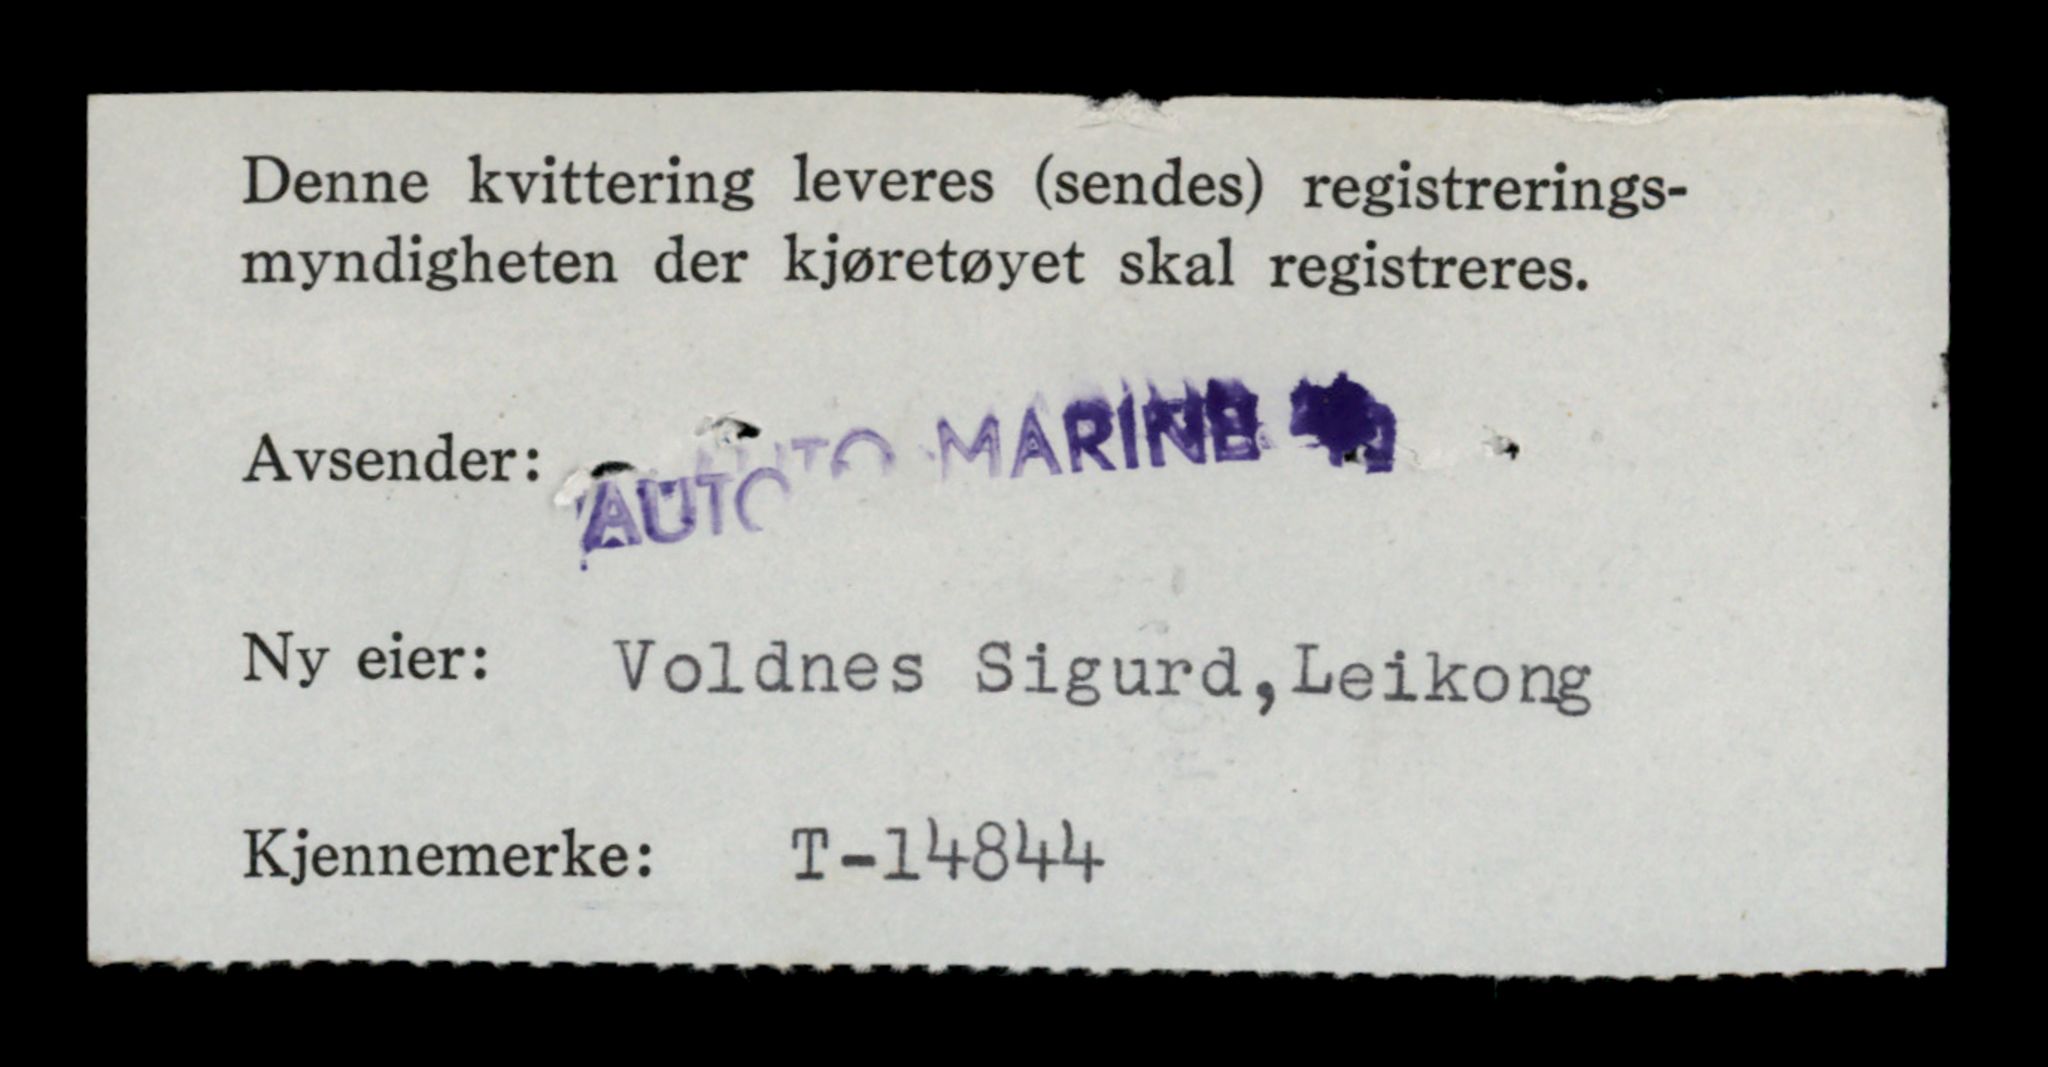 Denne kvittering leveres (sendes) registrerings-
myndigheten der kjøretøyet skal registreres.
Avsender: AUTO MARINE
Ny eier: Voldnes Sigurd,Leikong
Kjennemerke: T-14844